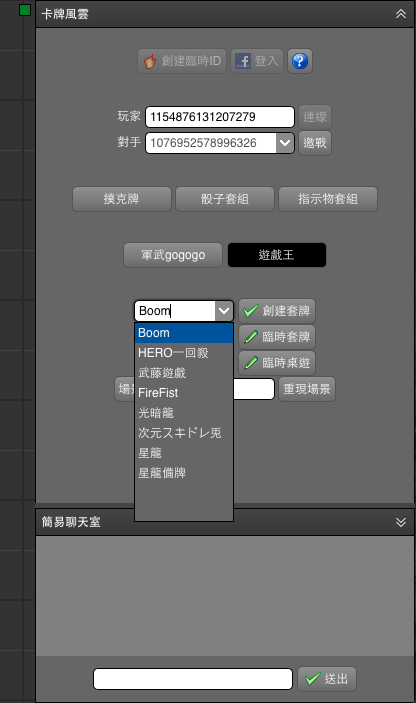 卡牌風雲
創建臨時ID
登入
?
玩家 1154876131207279 連線
對手 1076952578996326 邀戰
撲克牌 骰子套組 指示物套組
軍武gogogo 遊戲王
Boom 創建套牌
Boom 臨時套牌
HERO一回殺
武藤遊戲 臨時桌遊
FireFist 場 重現場景
光暗龍
次元スキドレ兎
星龍
星龍備牌
簡易聊天室
送出